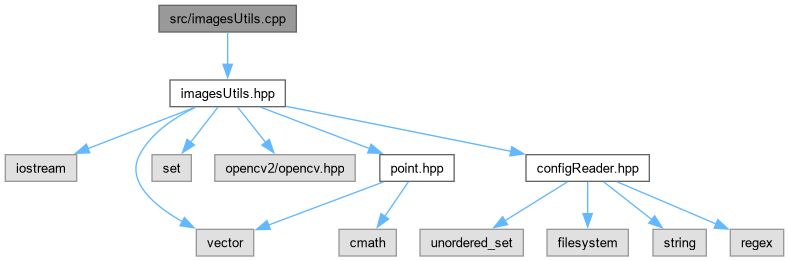 src/imagesUtils.cpp
imagesUtils.hpp
iostream
set
opencv2/opencv.hpp
point.hpp
configReader.hpp
vector
cmath
unordered_set
filesystem
string
regex